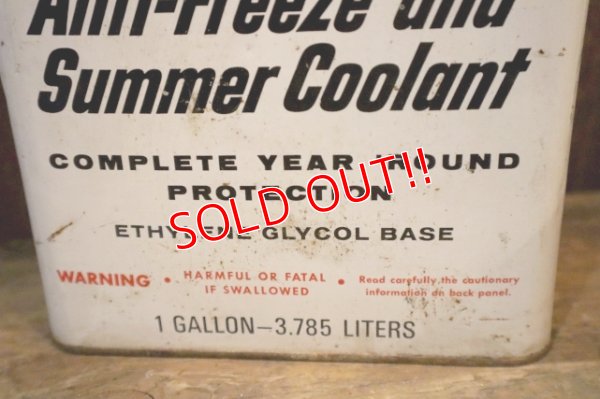 Anti-Freeze and
Summer Coolant
COMPLETE YEAR ROUND
PROTECTION
SOLD OUT!!
ETHYLENE GLYCOL BASE
WARNING • HARMFUL OR FATAL
IF SWALLOWED
• Read carefully the cautionary
information on back panel.
1 GALLON–3.785 LITERS